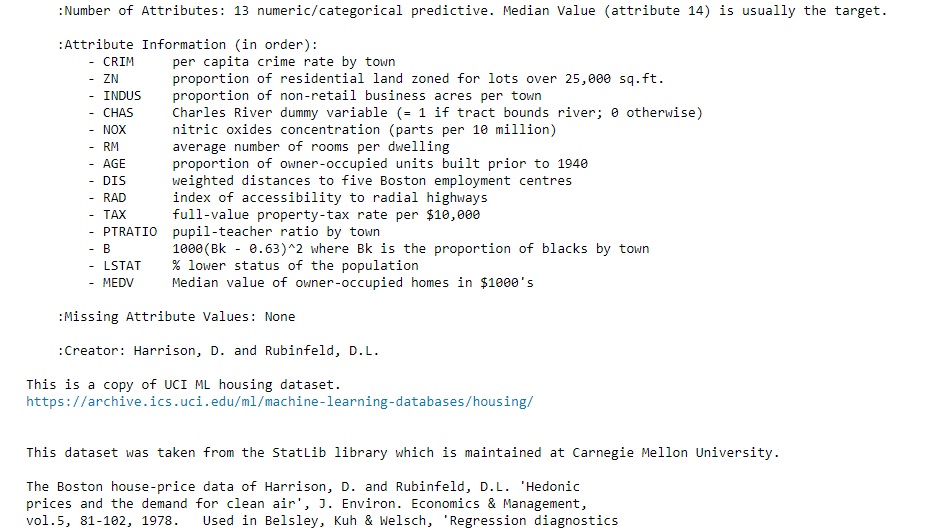 :Number of Attributes: 13 numeric/categorical predictive. Median Value (attribute 14) is usually the target.
:Attribute Information (in order):
- CRIM     per capita crime rate by town
- ZN       proportion of residential land zoned for lots over 25,000 sq.ft.
- INDUS    proportion of non-retail business acres per town
- CHAS     Charles River dummy variable (= 1 if tract bounds river; 0 otherwise)
- NOX      nitric oxides concentration (parts per 10 million)
- RM       average number of rooms per dwelling
- AGE      proportion of owner-occupied units built prior to 1940
- DIS      weighted distances to five Boston employment centres
- RAD      index of accessibility to radial highways
- TAX      full-value property-tax rate per $10,000
- PTRATIO  pupil-teacher ratio by town
- B        1000(Bk - 0.63)^2 where Bk is the proportion of blacks by town
- LSTAT    % lower status of the population
- MEDV     Median value of owner-occupied homes in $1000's
:Missing Attribute Values: None
:Creator: Harrison, D. and Rubinfeld, D.L.
This is a copy of UCI ML housing dataset.
https://archive.ics.uci.edu/ml/machine-learning-databases/housing/
This dataset was taken from the StatLib library which is maintained at Carnegie Mellon University.
The Boston house-price data of Harrison, D. and Rubinfeld, D.L. 'Hedonic
prices and the demand for clean air', J. Environ. Economics & Management,
vol.5, 81-102, 1978.   Used in Belsley, Kuh & Welsch, 'Regression diagnostics